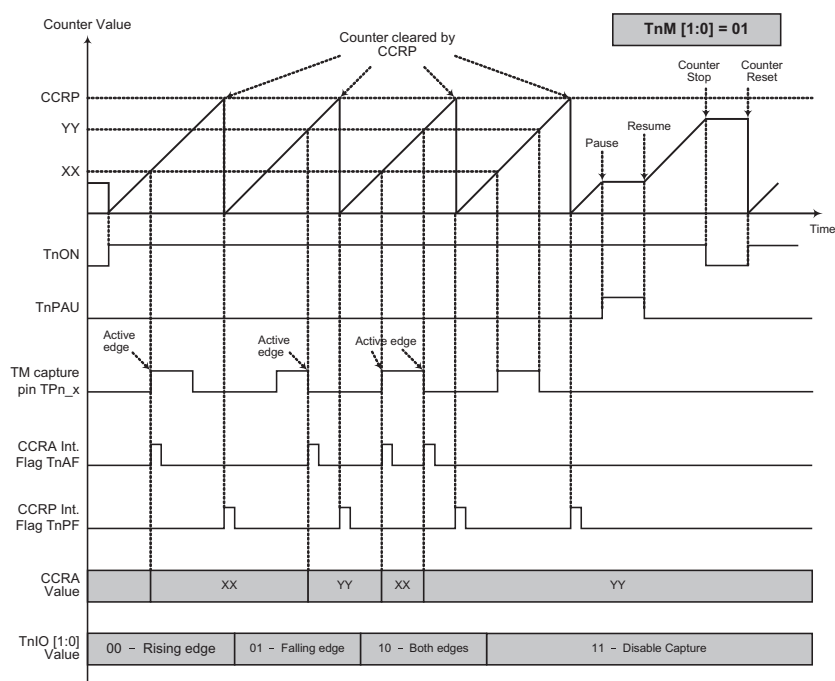 Counter Value
TnM [1:0] = 01
Counter cleared by
CCRP
Counter
Stop
Counter
Reset
CCRP
YY
XX
Pause
Resume
Time
TnON
TnPAU
Active
edge
Active
edge
Active edge
TM capture
pin TPn_x
CCRA Int.
Flag TnAF
CCRP Int.
Flag TnPF
CCRA
Value
XX
YY
XX
YY
TnIO [1:0]
Value
00 – Rising edge
01 – Falling edge
10 – Both edges
11 – Disable Capture